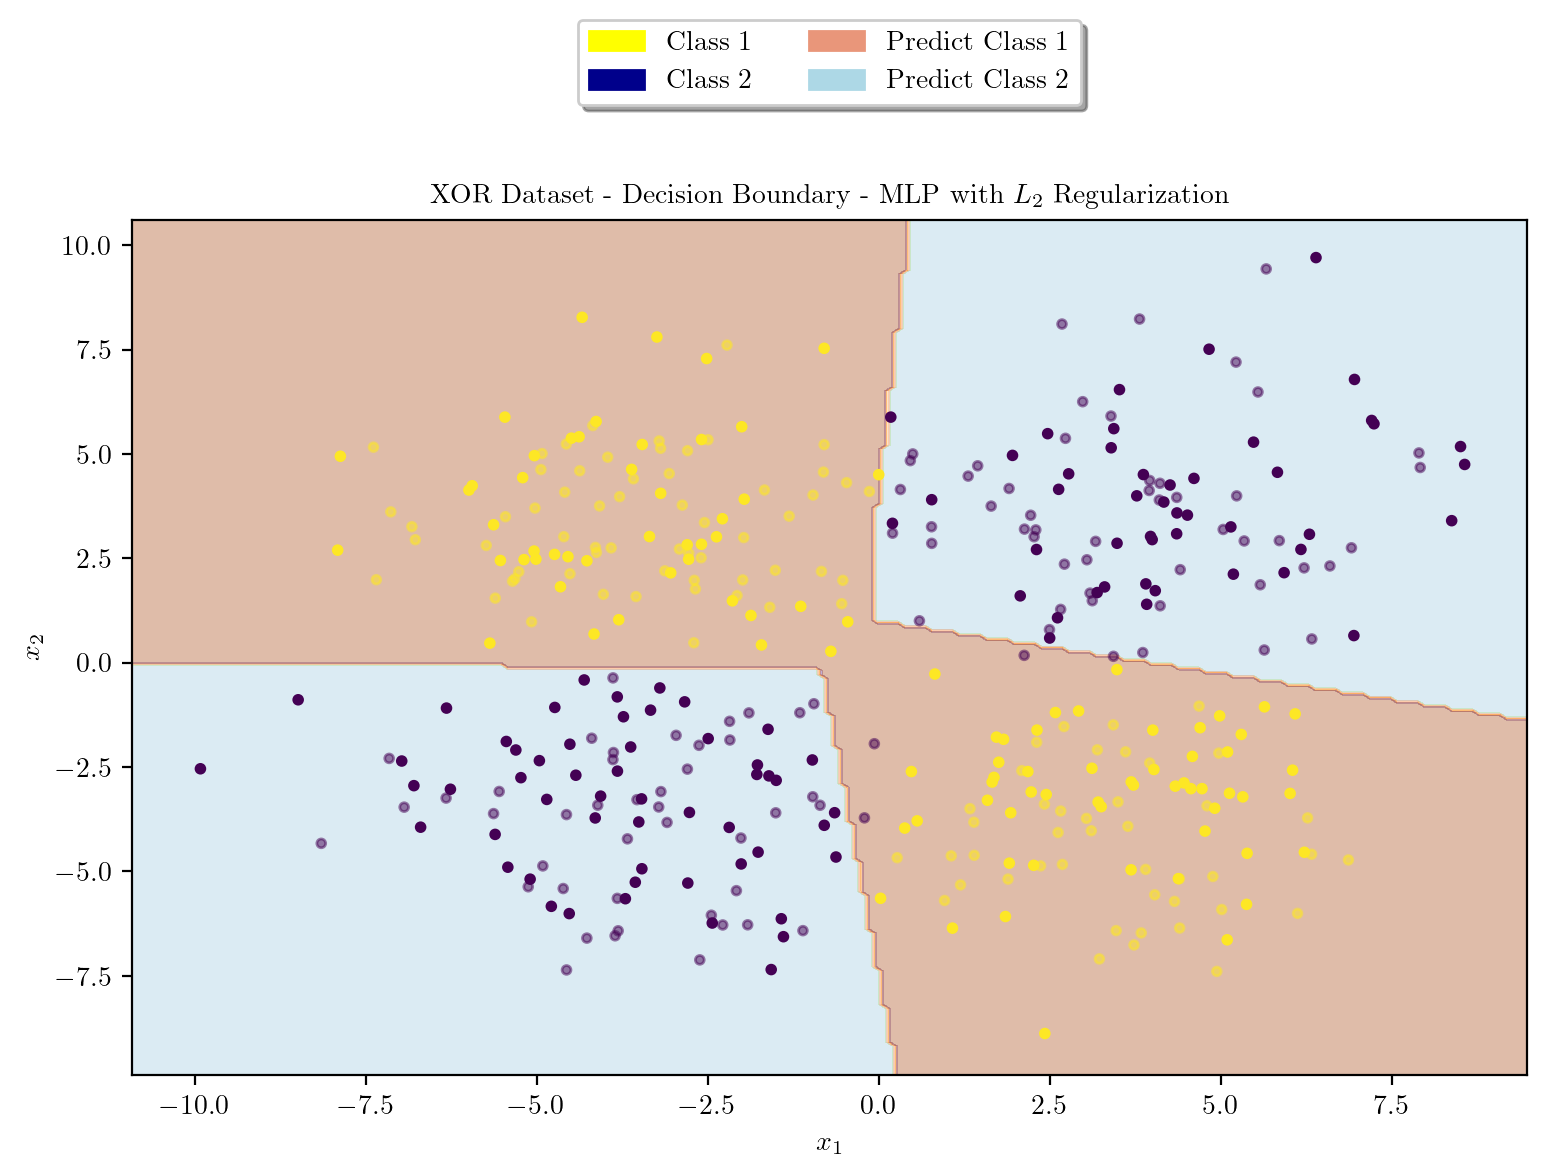 Class 1 Predict Class 1
Class 2 Predict Class 2
XOR Dataset - Decision Boundary - MLP with L₂ Regularization
10.0
7.5
5.0
2.5
0.0
−2.5
−5.0
−7.5
x₂
−10.0 −7.5 −5.0 −2.5 0.0 2.5 5.0 7.5
x₁